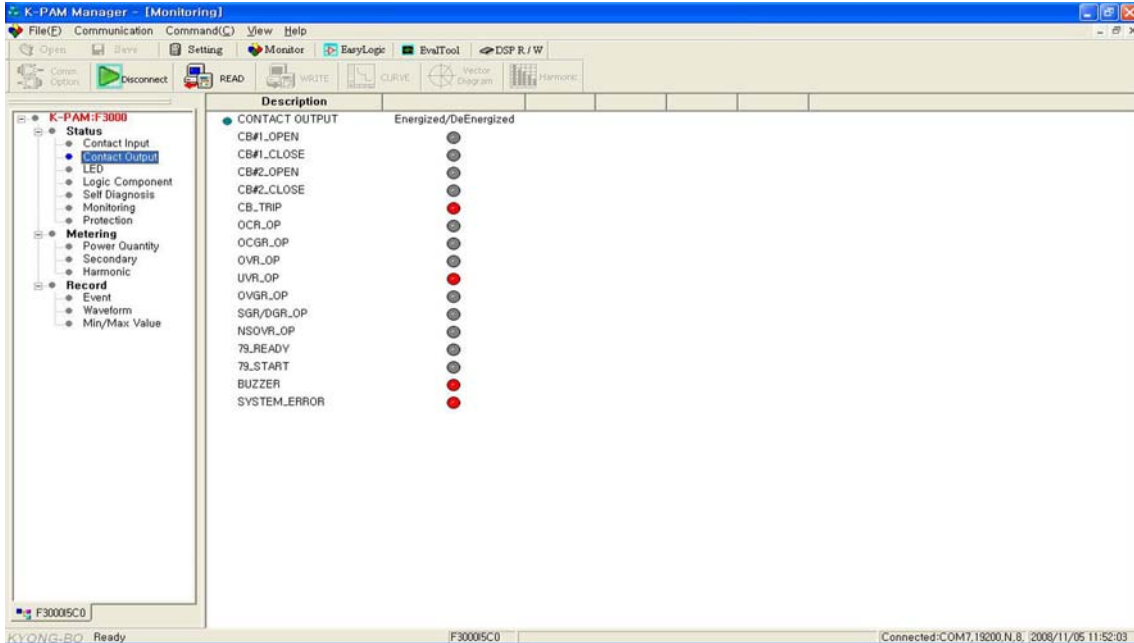 K-PAM Manager - [Monitoring]
File(F) Communication Command(C) View Help
Open Save Setting Monitor EasyLogic EvalTool DSP R / W
Comm. Option Disconnect READ WRITE CURVE Vector Diagram Harmonic
Description
K-PAM:F3000
Status
Contact Input
Contact Output
LED
Logic Component
Self Diagnosis
Monitoring
Protection
Metering
Power Quantity
Secondary
Harmonic
Record
Event
Waveform
Min/Max Value
CONTACT OUTPUT Energized/DeEnergized
CB#1_OPEN
CB#1_CLOSE
CB#2_OPEN
CB#2_CLOSE
CB_TRIP
OCR_OP
OCGR_OP
OVR_OP
UVR_OP
OVGR_OP
SGR/DGR_OP
NSOVR_OP
79_READY
79_START
BUZZER
SYSTEM_ERROR
F3000I5C0
KYONG-BO Ready F3000I5C0 Connected:COM7,19200,N,8, 2008/11/05 11:52:03